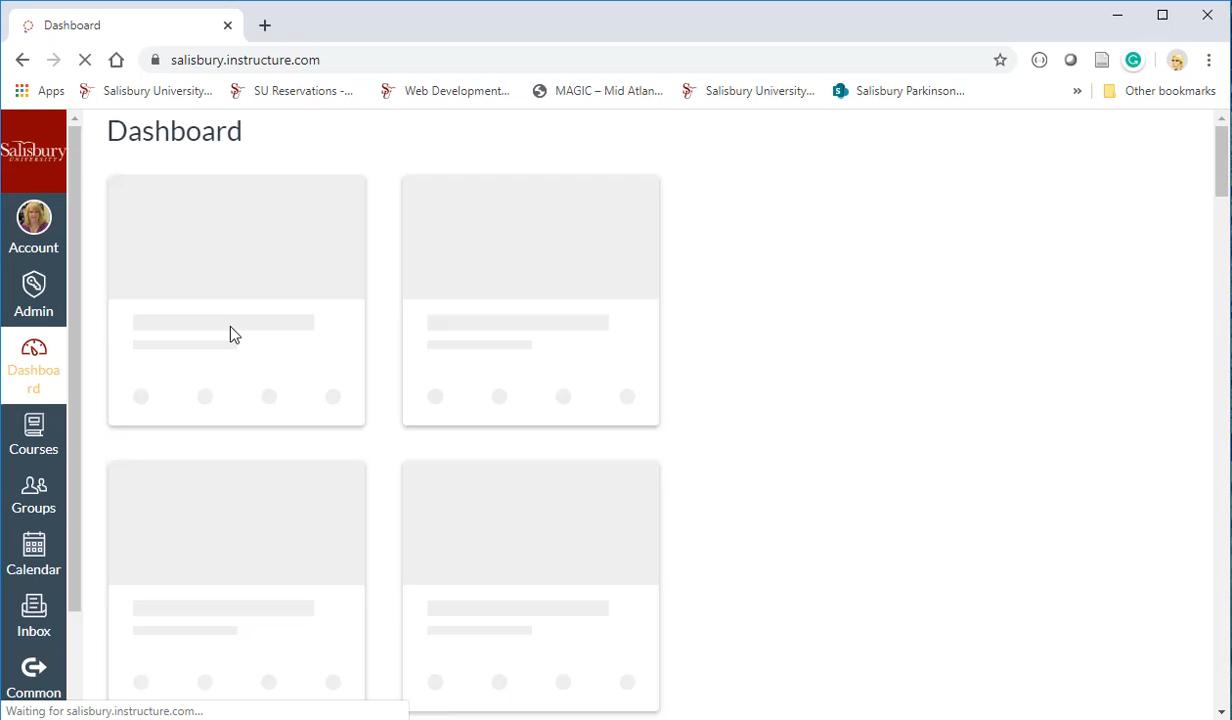 Dashboard
salisbury.instructure.com
Apps
Salisbury University...
SU Reservations -...
Web Development...
MAGIC – Mid Atlan...
Salisbury University...
Salisbury Parkinson...
»
Other bookmarks
Salisbury
UNIVERSITY
Dashboard
Account
Admin
Dashboa
rd
Courses
Groups
Calendar
Inbox
Common
Waiting for salisbury.instructure.com...